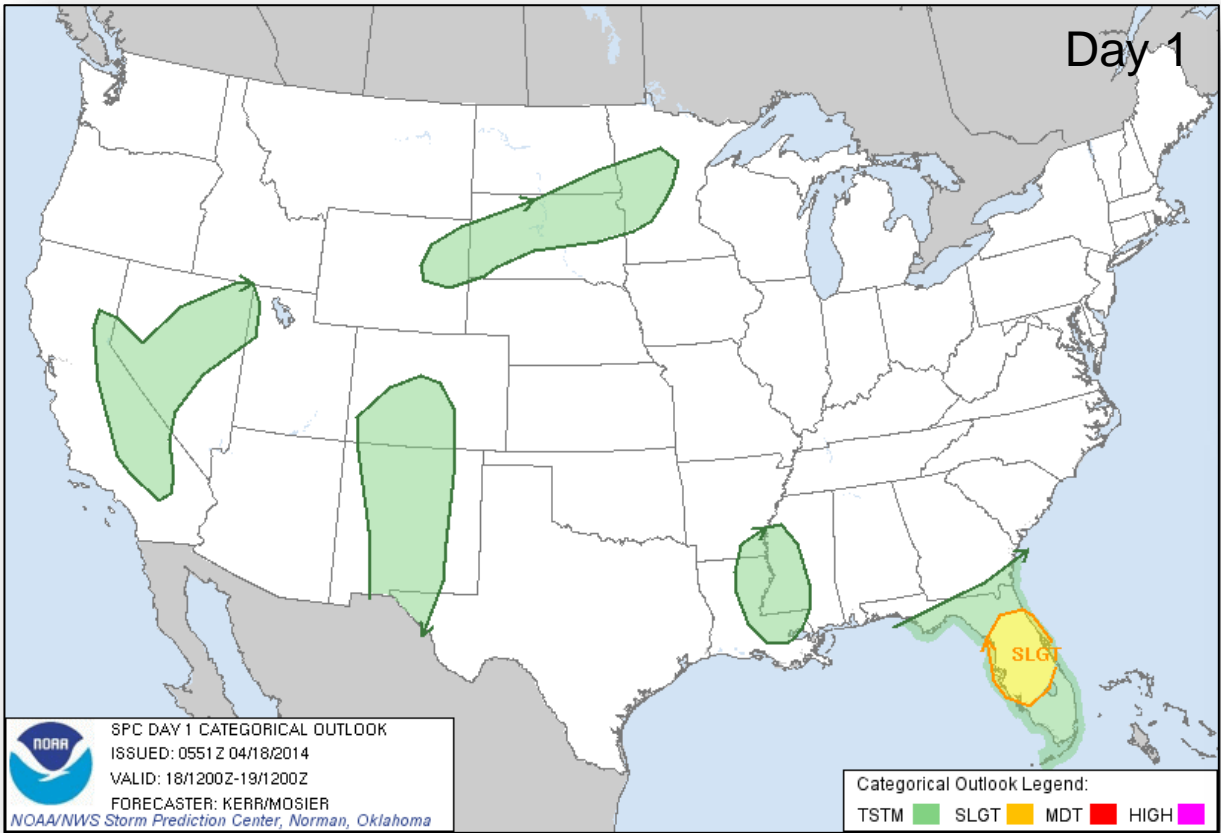 Day 1
SLGT
NOAA
SPC DAY 1 CATEGORICAL OUTLOOK
ISSUED: 0551Z 04/18/2014
VALID: 18/1200Z-19/1200Z
FORECASTER: KERR/MOSIER
NOAA/NWS Storm Prediction Center, Norman, Oklahoma
Categorical Outlook Legend:
TSTM SLGT MDT HIGH